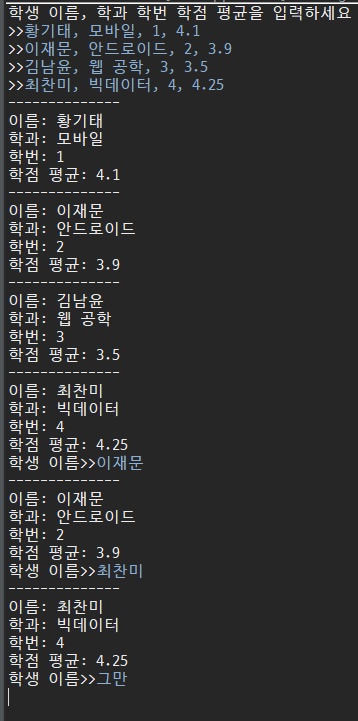 학생 이름, 학과 학번 학점 평균을 입력하세요
>>황기태, 모바일, 1, 4.1
>>이재문, 안드로이드, 2, 3.9
>>김남윤, 웹 공학, 3, 3.5
>>최찬미, 빅데이터, 4, 4.25
--------------
이름: 황기태
학과: 모바일
학번: 1
학점 평균: 4.1
--------------
이름: 이재문
학과: 안드로이드
학번: 2
학점 평균: 3.9
--------------
이름: 김남윤
학과: 웹 공학
학번: 3
학점 평균: 3.5
--------------
이름: 최찬미
학과: 빅데이터
학번: 4
학점 평균: 4.25
학생 이름>>이재문
--------------
이름: 이재문
학과: 안드로이드
학번: 2
학점 평균: 3.9
학생 이름>>최찬미
--------------
이름: 최찬미
학과: 빅데이터
학번: 4
학점 평균: 4.25
학생 이름>>그만